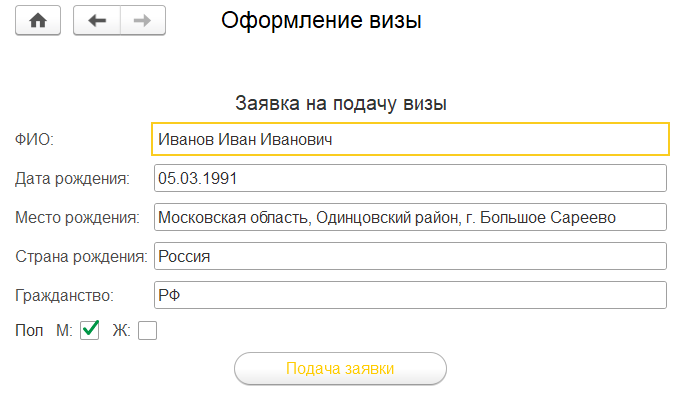 Оформление визы
Заявка на подачу визы
ФИО: Иванов Иван Иванович
Дата рождения: 05.03.1991
Место рождения: Московская область, Одинцовский район, г. Большое Сареево
Страна рождения: Россия
Гражданство: РФ
Пол М: Ж:
Подача заявки